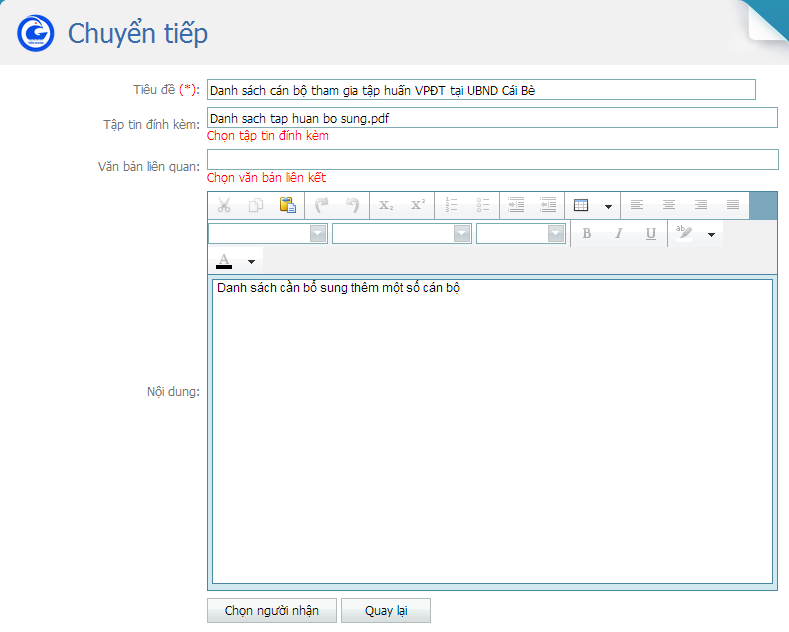 Chuyển tiếp
Tiêu đề (*): Danh sách cán bộ tham gia tập huấn VPĐT tại UBND Cái Bè
Tập tin đính kèm: Danh sach tap huan bo sung.pdf
Chọn tập tin đính kèm
Văn bản liên quan:
Chọn văn bản liên kết
X₂ X²
B I U ab
A
Danh sách cần bổ sung thêm một số cán bộ
Nội dung:
Chọn người nhận Quay lại